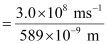 = 3.0×10⁸ ms⁻¹ / 589×10⁻⁹ m